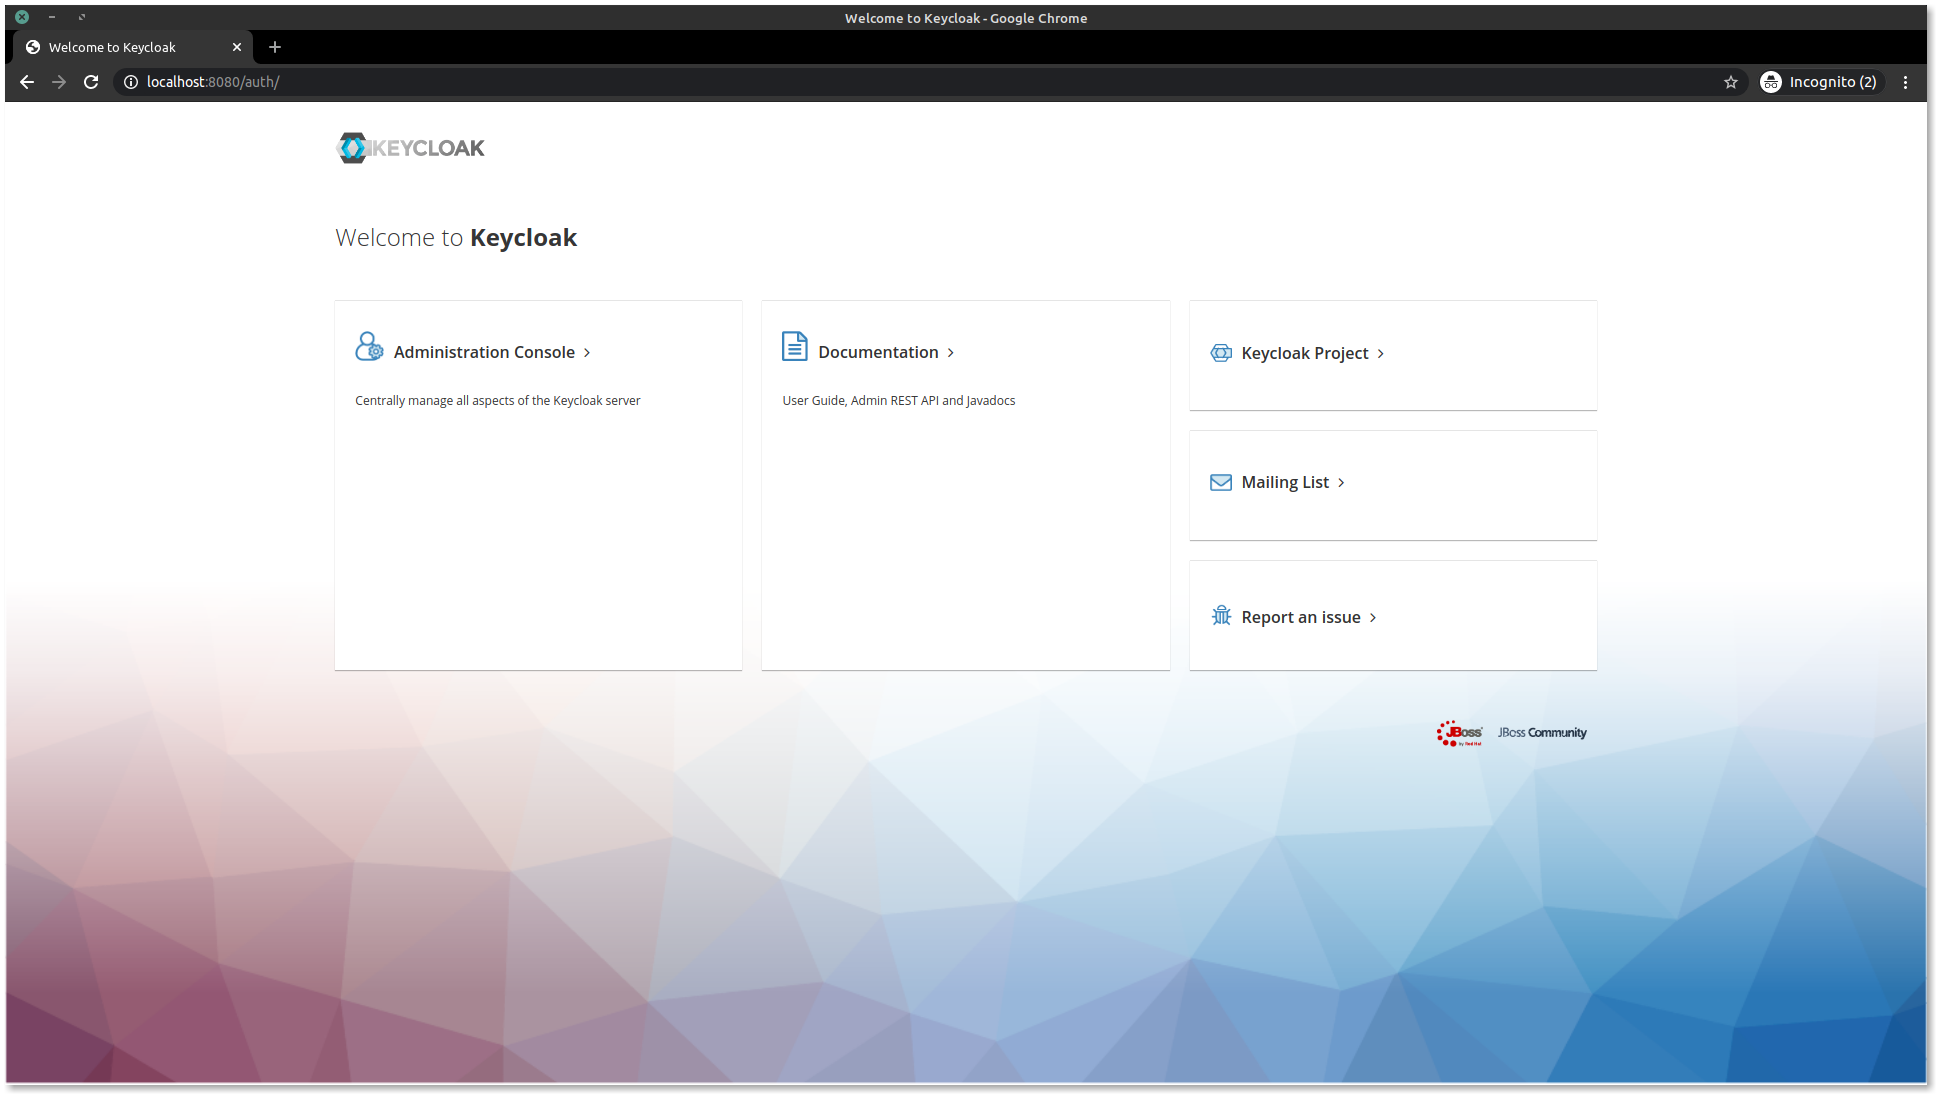 Welcome to Keycloak - Google Chrome
Welcome to Keycloak
localhost:8080/auth/
Incognito (2)
KEYCLOAK
Welcome to Keycloak
Administration Console
Centrally manage all aspects of the Keycloak server
Documentation
User Guide, Admin REST API and Javadocs
Keycloak Project
Mailing List
Report an issue
JBoss
by Red Hat
JBoss Community